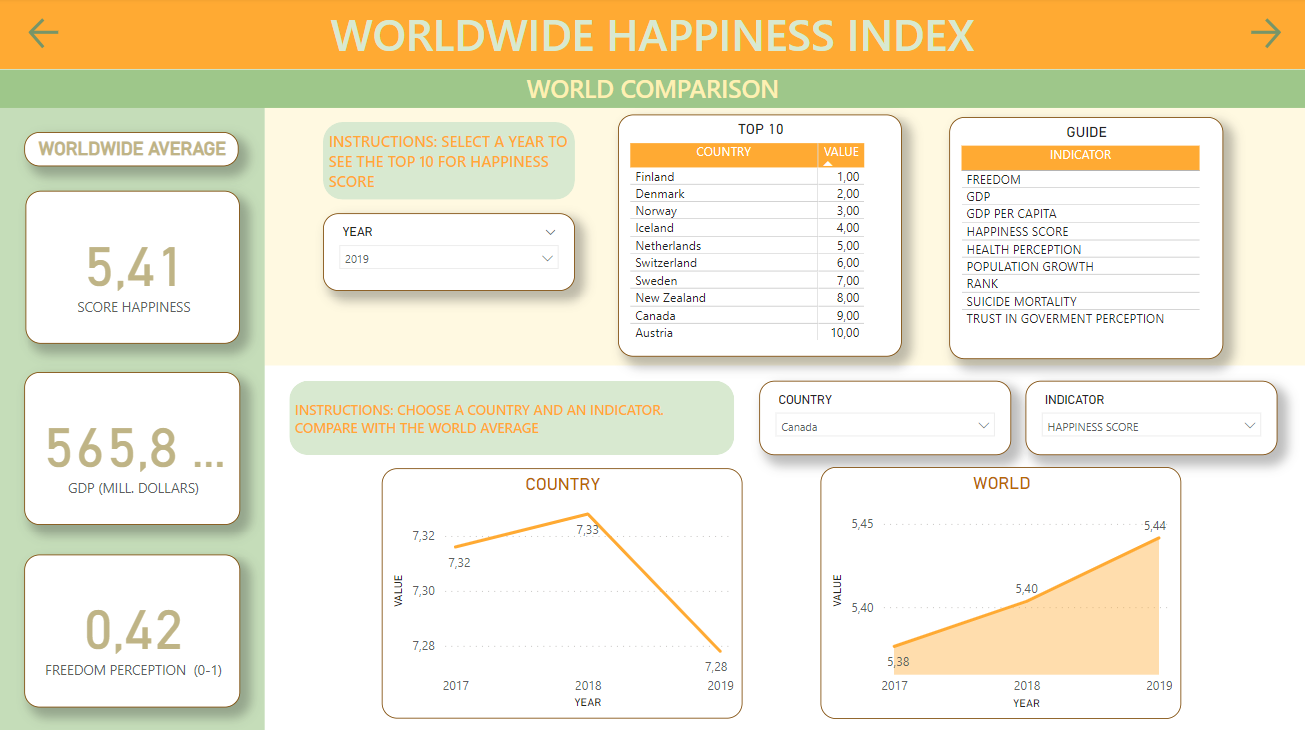 WORLDWIDE HAPPINESS INDEX
WORLD COMPARISON
WORLDWIDE AVERAGE
5,41
SCORE HAPPINESS
565,8 ...
GDP (MILL. DOLLARS)
0,42
FREEDOM PERCEPTION (0-1)
INSTRUCTIONS: SELECT A YEAR TO
SEE THE TOP 10 FOR HAPPINESS
SCORE
YEAR
2019
TOP 10
COUNTRY VALUE
Finland 1,00
Denmark 2,00
Norway 3,00
Iceland 4,00
Netherlands 5,00
Switzerland 6,00
Sweden 7,00
New Zealand 8,00
Canada 9,00
Austria 10,00
GUIDE
INDICATOR
FREEDOM
GDP
GDP PER CAPITA
HAPPINESS SCORE
HEALTH PERCEPTION
POPULATION GROWTH
RANK
SUICIDE MORTALITY
TRUST IN GOVERMENT PERCEPTION
INSTRUCTIONS: CHOOSE A COUNTRY AND AN INDICATOR.
COMPARE WITH THE WORLD AVERAGE
COUNTRY
Canada
INDICATOR
HAPPINESS SCORE
COUNTRY
VALUE
7,32
7,30
7,28
7,32
7,33
7,28
2017 2018 2019
YEAR
WORLD
VALUE
5,45
5,40
5,38
5,40
5,44
2017 2018 2019
YEAR